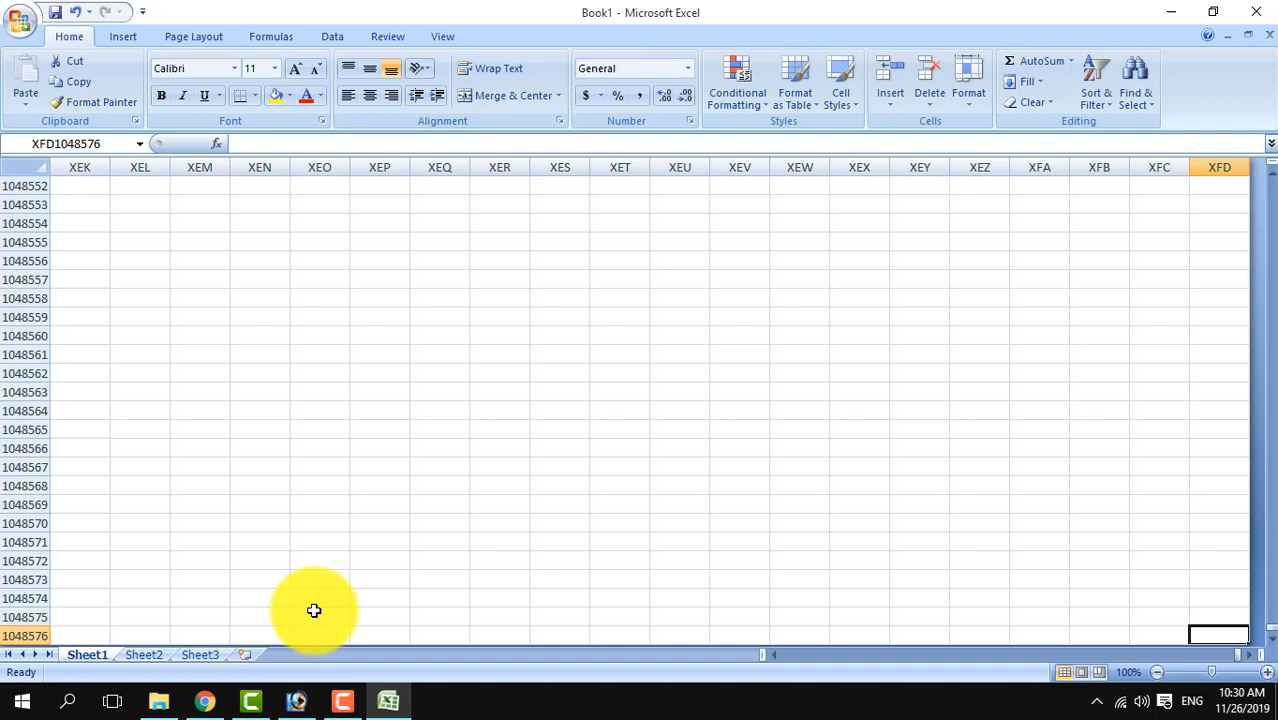 Book1 - Microsoft Excel
Home Insert Page Layout Formulas Data Review View
Paste Cut Copy Format Painter
Clipboard
Calibri 11
B I U A
Font
Wrap Text
Merge & Center
Alignment
General
$ % , .0 .00 .00 .0
Number
Conditional Formatting Format as Table Cell Styles
Styles
Insert Delete Format
Cells
Σ AutoSum
Fill
Clear
Sort & Filter Find & Select
Editing
XFD1048576 fx
XEK XEL XEM XEN XEO XEP XEQ XER XES XET XEU XEV XEW XEX XEY XEZ XFA XFB XFC XFD
1048552
1048553
1048554
1048555
1048556
1048557
1048558
1048559
1048560
1048561
1048562
1048563
1048564
1048565
1048566
1048567
1048568
1048569
1048570
1048571
1048572
1048573
1048574
1048575
1048576
Sheet1 Sheet2 Sheet3
Ready 100%
ENG
10:30 AM
11/26/2019